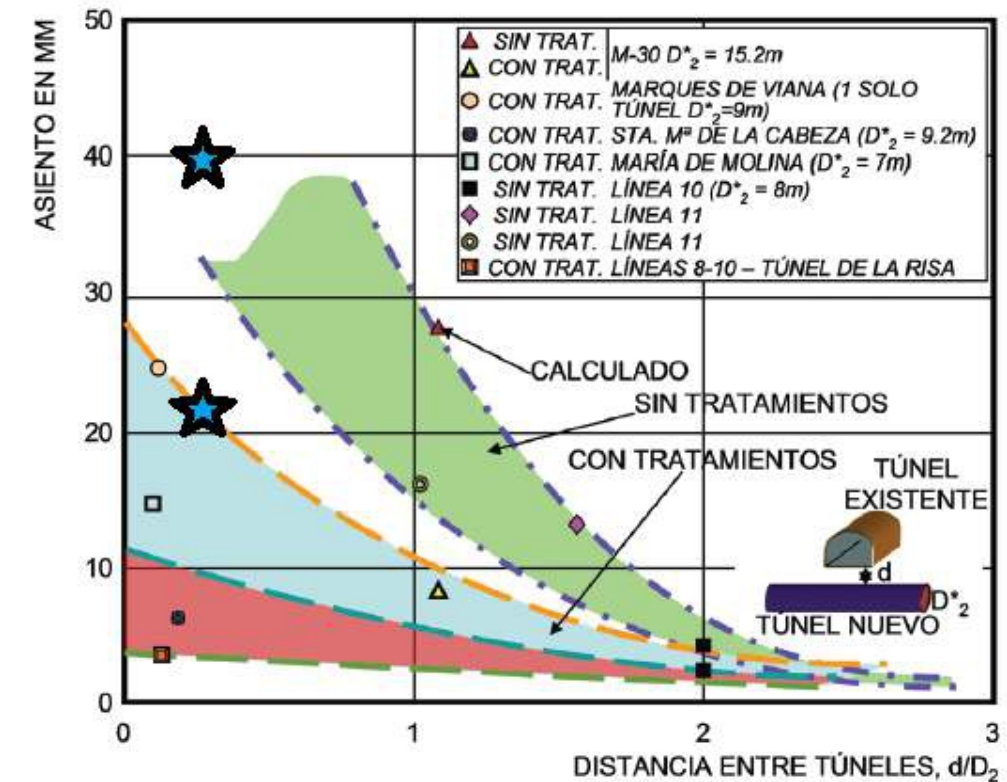 50
40
30
20
10
0
ASIENTO EN MM
SIN TRAT.
CON TRAT.
M-30 D*2 = 15.2m
CON TRAT. MARQUES DE VIANA (1 SOLO
TÚNEL D*2=9m)
CON TRAT. STA. Mª DE LA CABEZA (D*2 = 9.2m)
CON TRAT. MARÍA DE MOLINA (D*2 = 7m)
SIN TRAT. LÍNEA 10 (D*2 = 8m)
SIN TRAT. LÍNEA 11
SIN TRAT. LÍNEA 11
CON TRAT. LÍNEAS 8-10 – TÚNEL DE LA RISA
CALCULADO
SIN TRATAMIENTOS
CON TRATAMIENTOS
TÚNEL
EXISTENTE
d
D*2
TÚNEL NUEVO
0 1 2 3
DISTANCIA ENTRE TÚNELES, d/D2